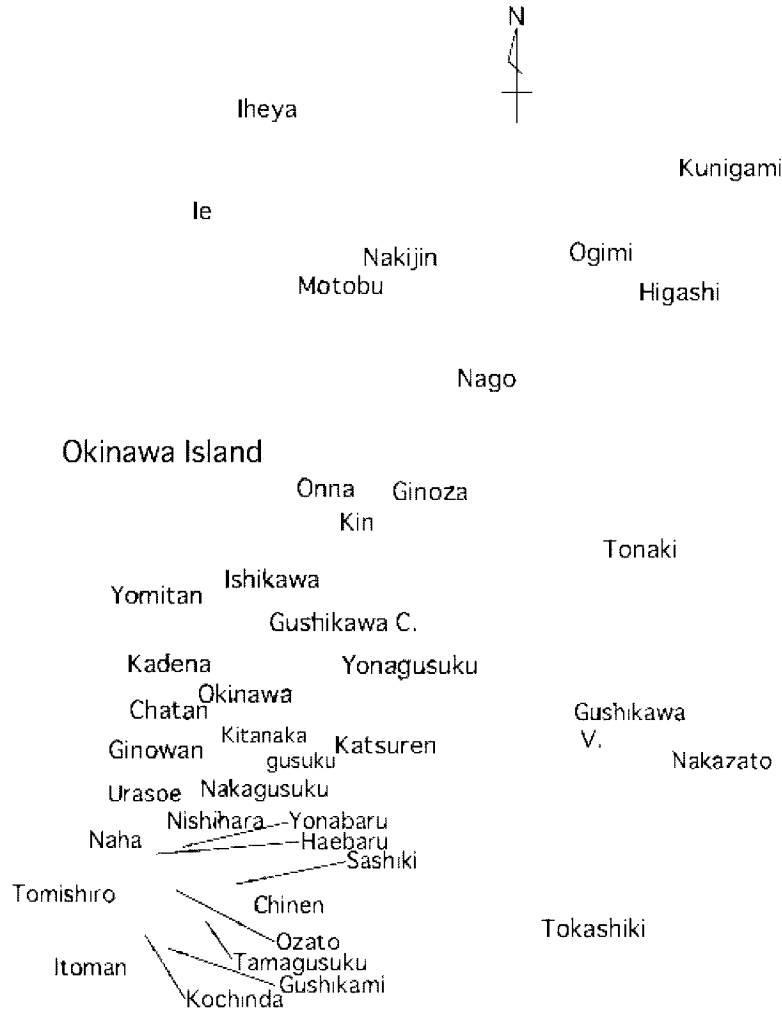 N
Iheya
Kunigami
Ie
Nakijin
Ogimi
Motobu
Higashi
Nago
Okinawa Island
Onna
Ginoza
Kin
Tonaki
Ishikawa
Yomitan
Gushikawa C.
Kadena
Yonagusuku
Okinawa
Chatan
Gushikawa
V.
Kitanaka
gusuku
Katsuren
Ginowan
Nakazato
Urasoe
Nakagusuku
Nishihara
Yonabaru
Naha
Haebaru
Sashiki
Tomishiro
Chinen
Tokashiki
Ozato
Itoman
Tamagusuku
Gushikami
Kochinda